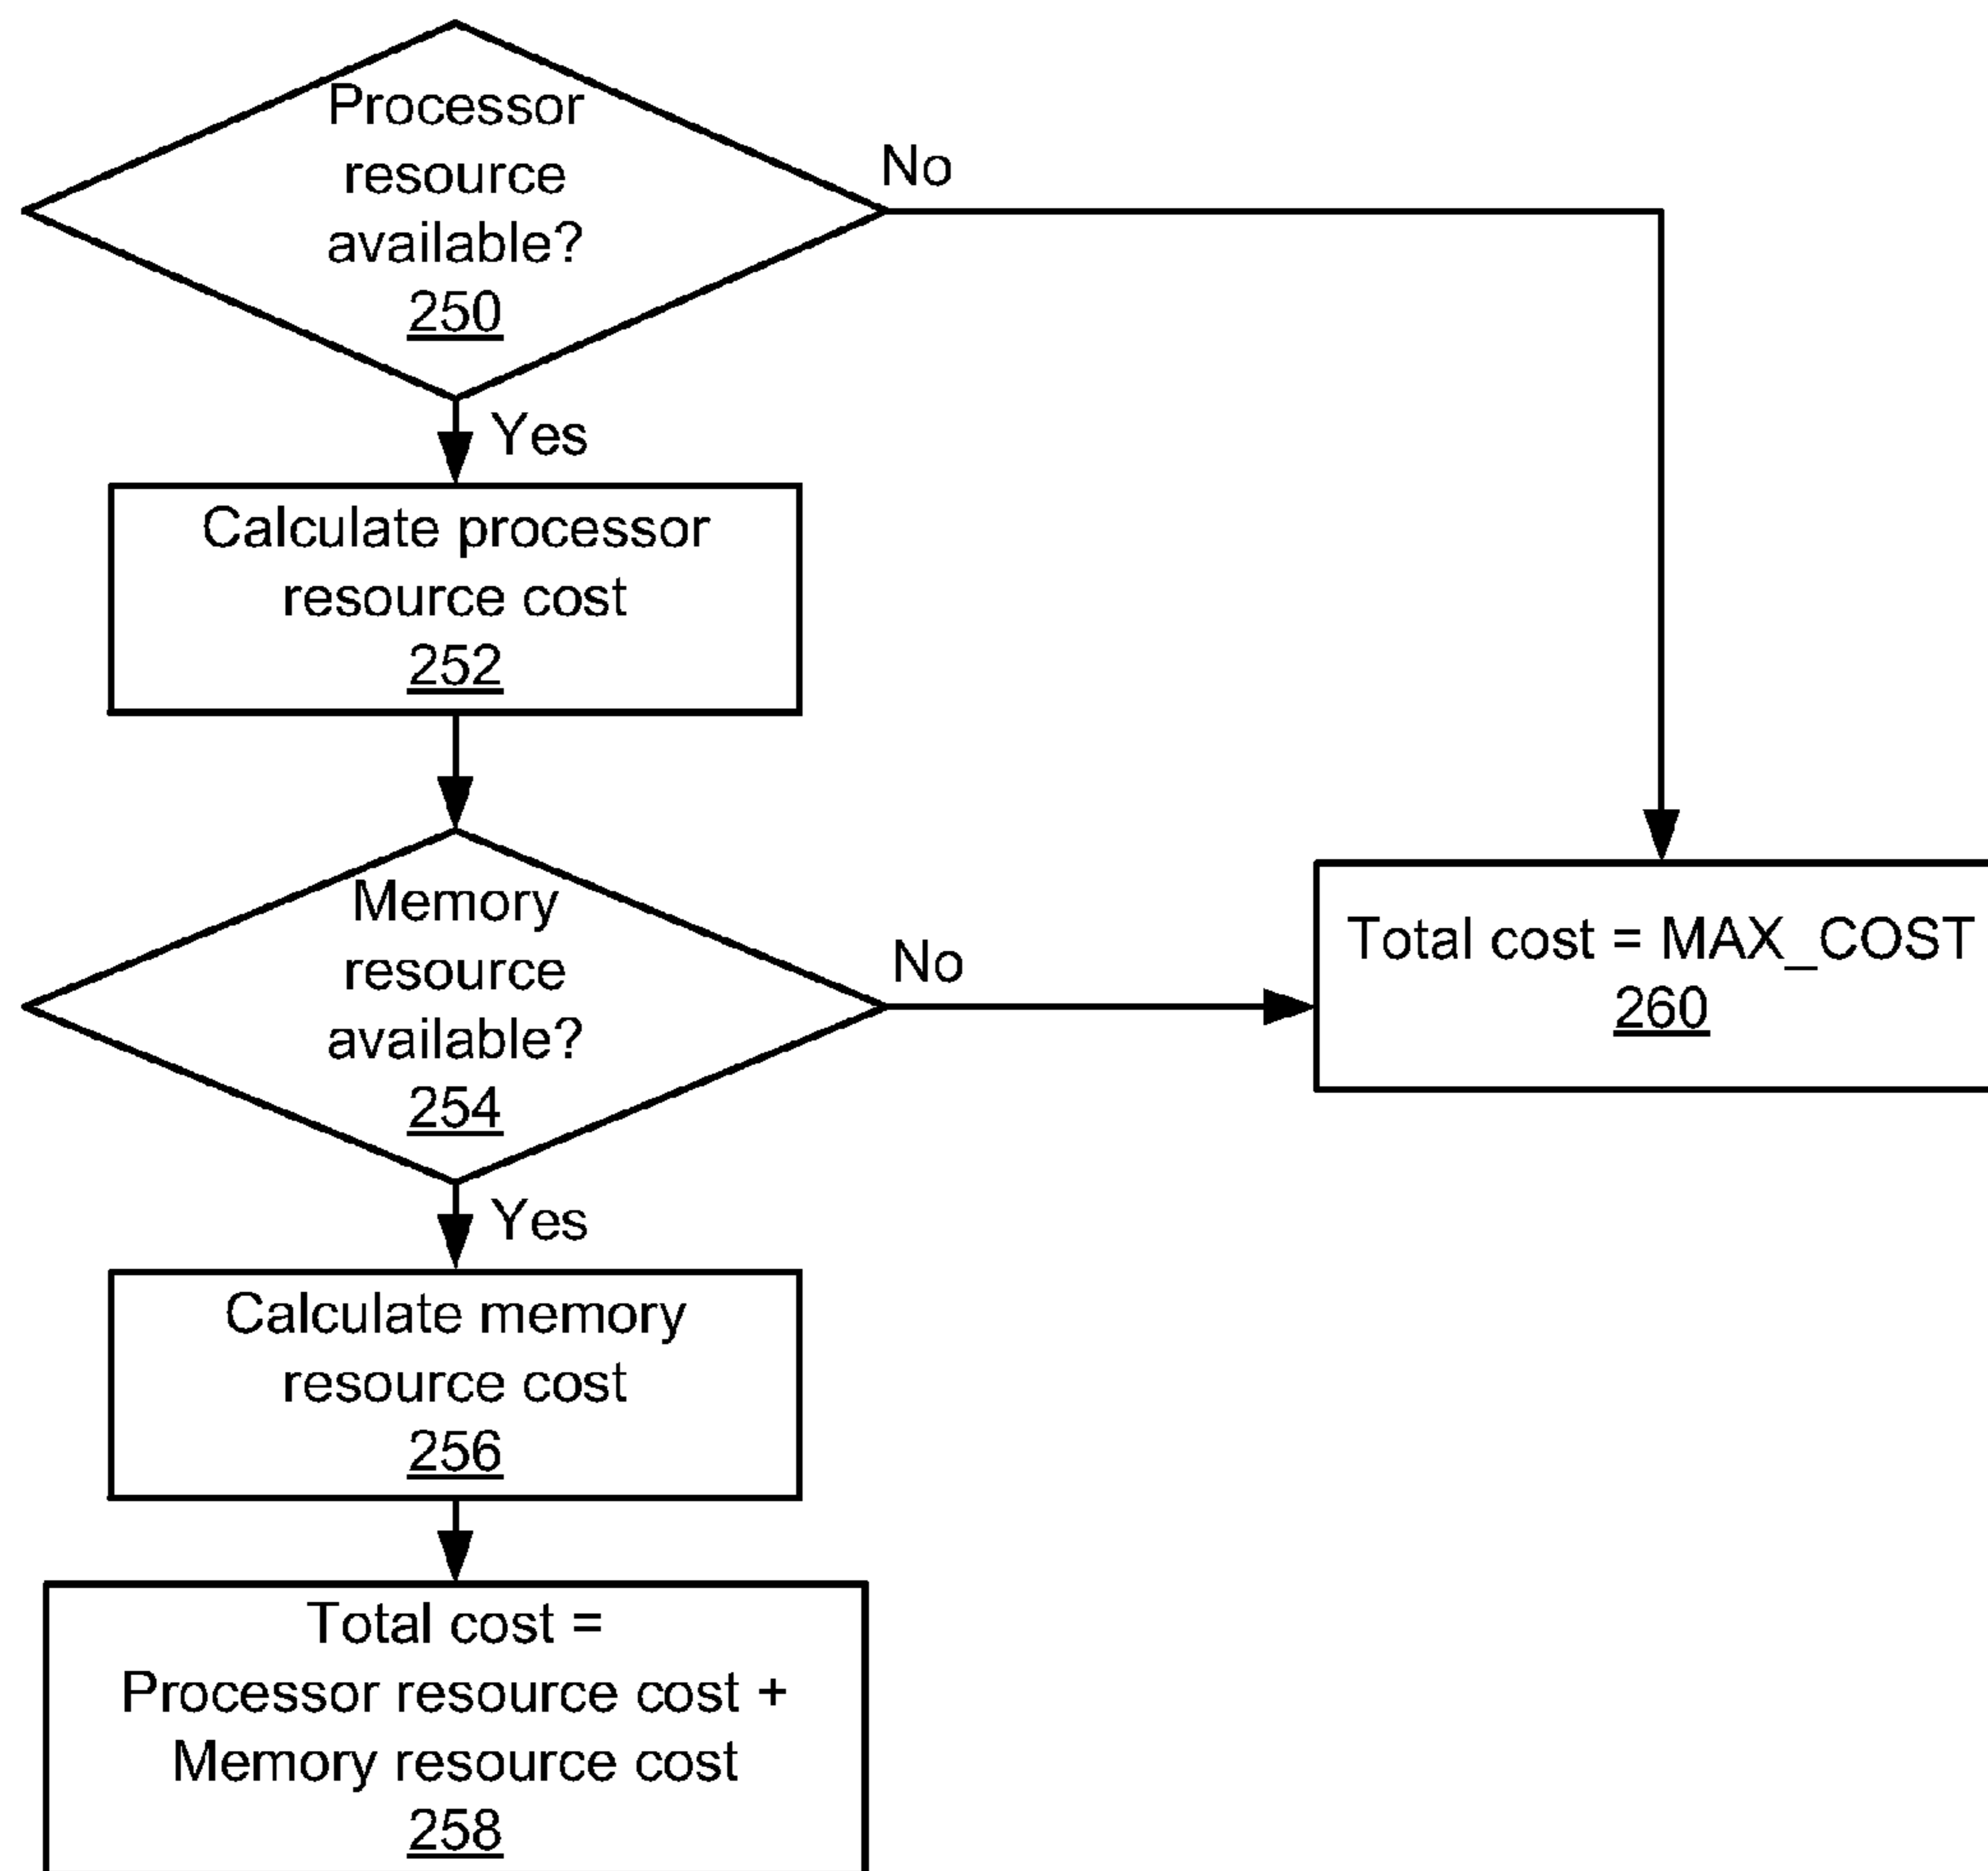 Processor
resource
available?
250
No
Yes
Calculate processor
resource cost
252
Memory
resource
available?
254
No
Total cost = MAX_COST
260
Yes
Calculate memory
resource cost
256
Total cost =
Processor resource cost +
Memory resource cost
258